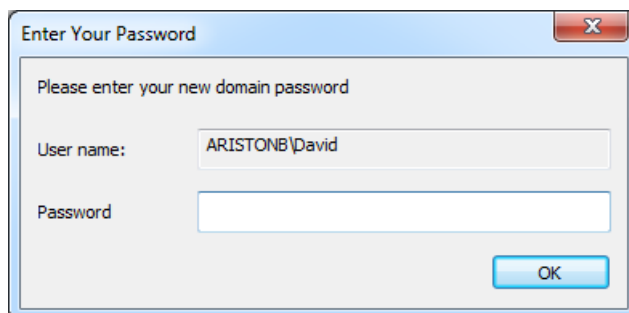 Enter Your Password
Please enter your new domain password
User name:
ARISTONB\David
Password
OK